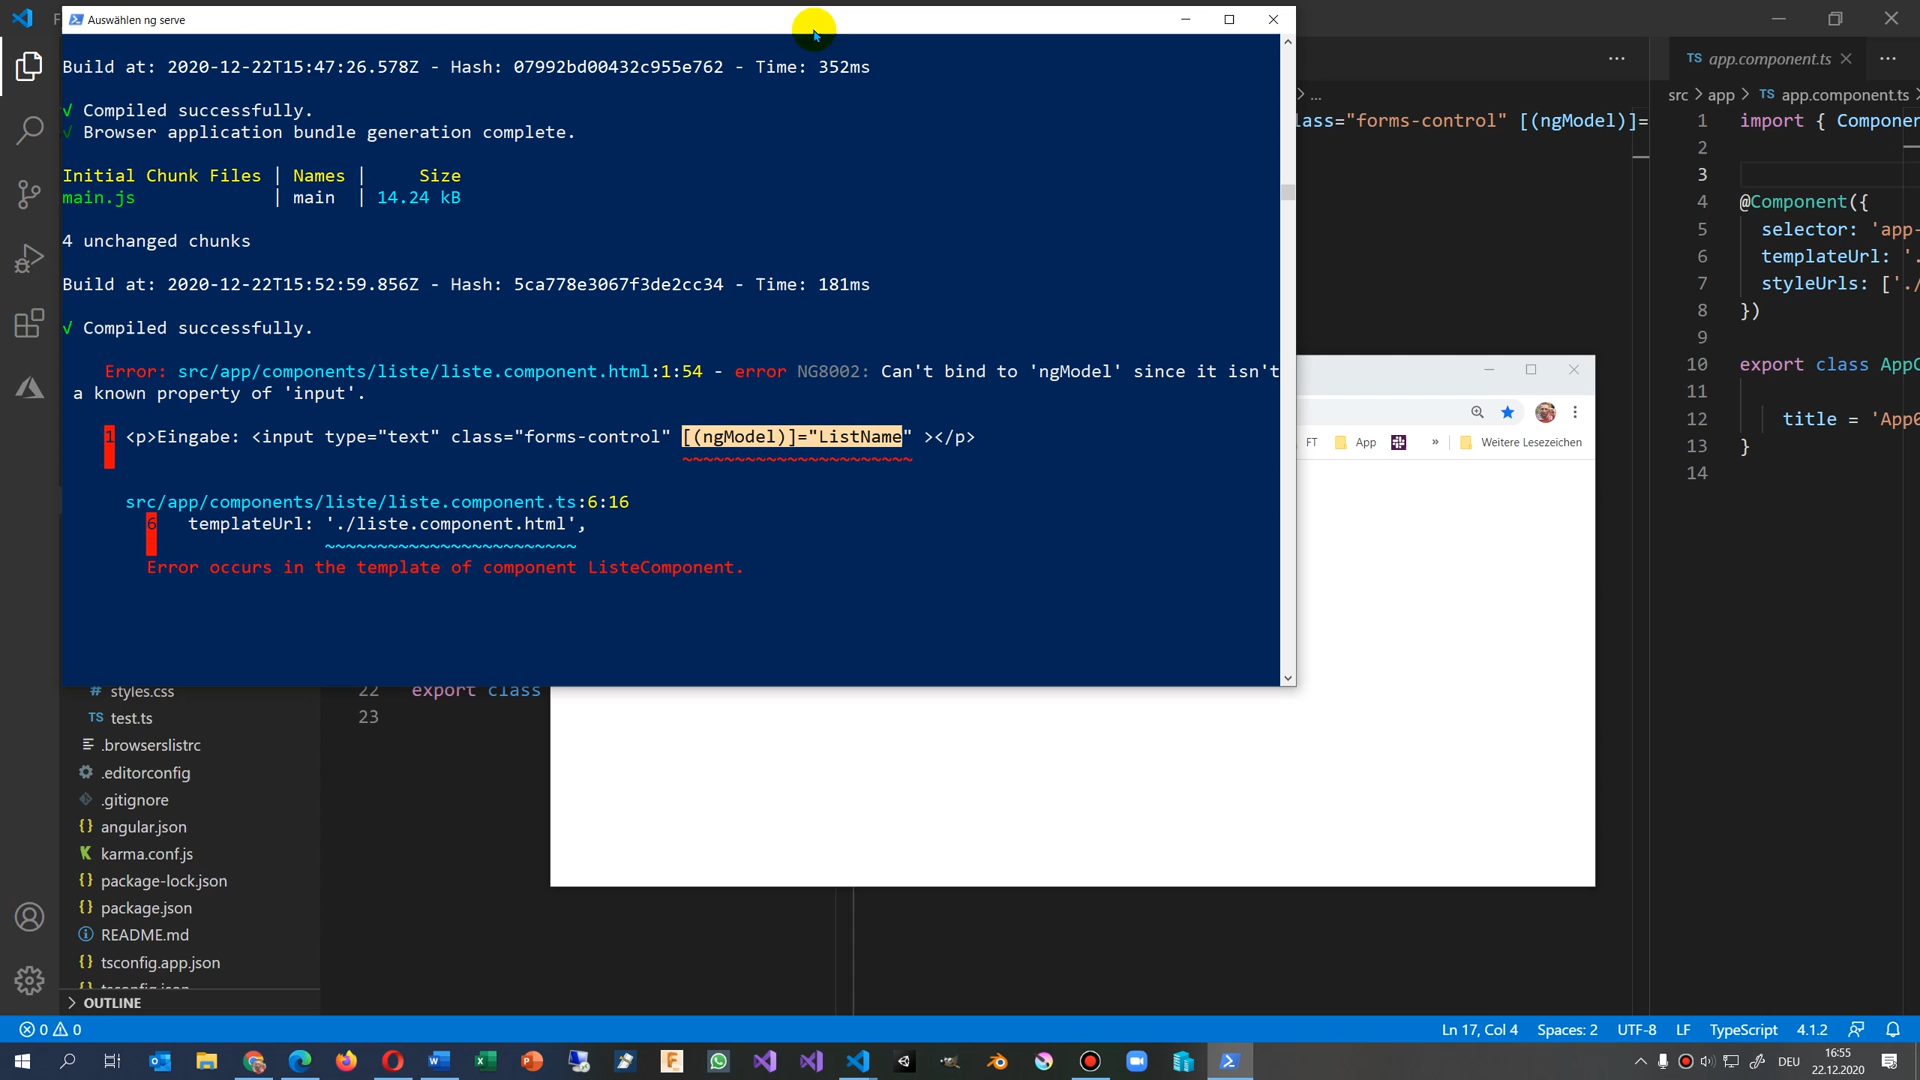 Auswählen ng serve
Build at: 2020-12-22T15:47:26.578Z - Hash: 07992bd00432c955e762 - Time: 352ms
√ Compiled successfully.
√ Browser application bundle generation complete.
Initial Chunk Files | Names | Size
main.js | main | 14.24 kB
4 unchanged chunks
Build at: 2020-12-22T15:52:59.856Z - Hash: 5ca778e3067f3de2cc34 - Time: 181ms
√ Compiled successfully.
Error: src/app/components/liste/liste.component.html:1:54 - error NG8002: Can't bind to 'ngModel' since it isn't
a known property of 'input'.
1 <p>Eingabe: <input type="text" class="forms-control" [(ngModel)]="ListName" ></p>
~~~~~~~~~~~~~~~~~~~~~~
src/app/components/liste/liste.component.ts:6:16
6 templateUrl: './liste.component.html',
~~~~~~~~~~~~~~~~~~~~~~~~
Error occurs in the template of component ListeComponent.
> ...
lass="forms-control" [(ngModel)]=
TS app.component.ts
src > app > TS app.component.ts
1 import { Componen
2
3
4 @Component({
5 selector: 'app-
6 templateUrl: '.
7 styleUrls: ['./
8 })
9
10 export class AppC
11
12 title = 'App
13 }
14
FT
App
»
Weitere Lesezeichen
22 export class
23
# styles.css
TS test.ts
.browserslistrc
.editorconfig
.gitignore
{} angular.json
karma.conf.js
{} package-lock.json
{} package.json
README.md
{} tsconfig.app.json
> OUTLINE
0 0
Ln 17, Col 4
Spaces: 2
UTF-8
LF
TypeScript
4.1.2
DEU
16:55
22.12.2020